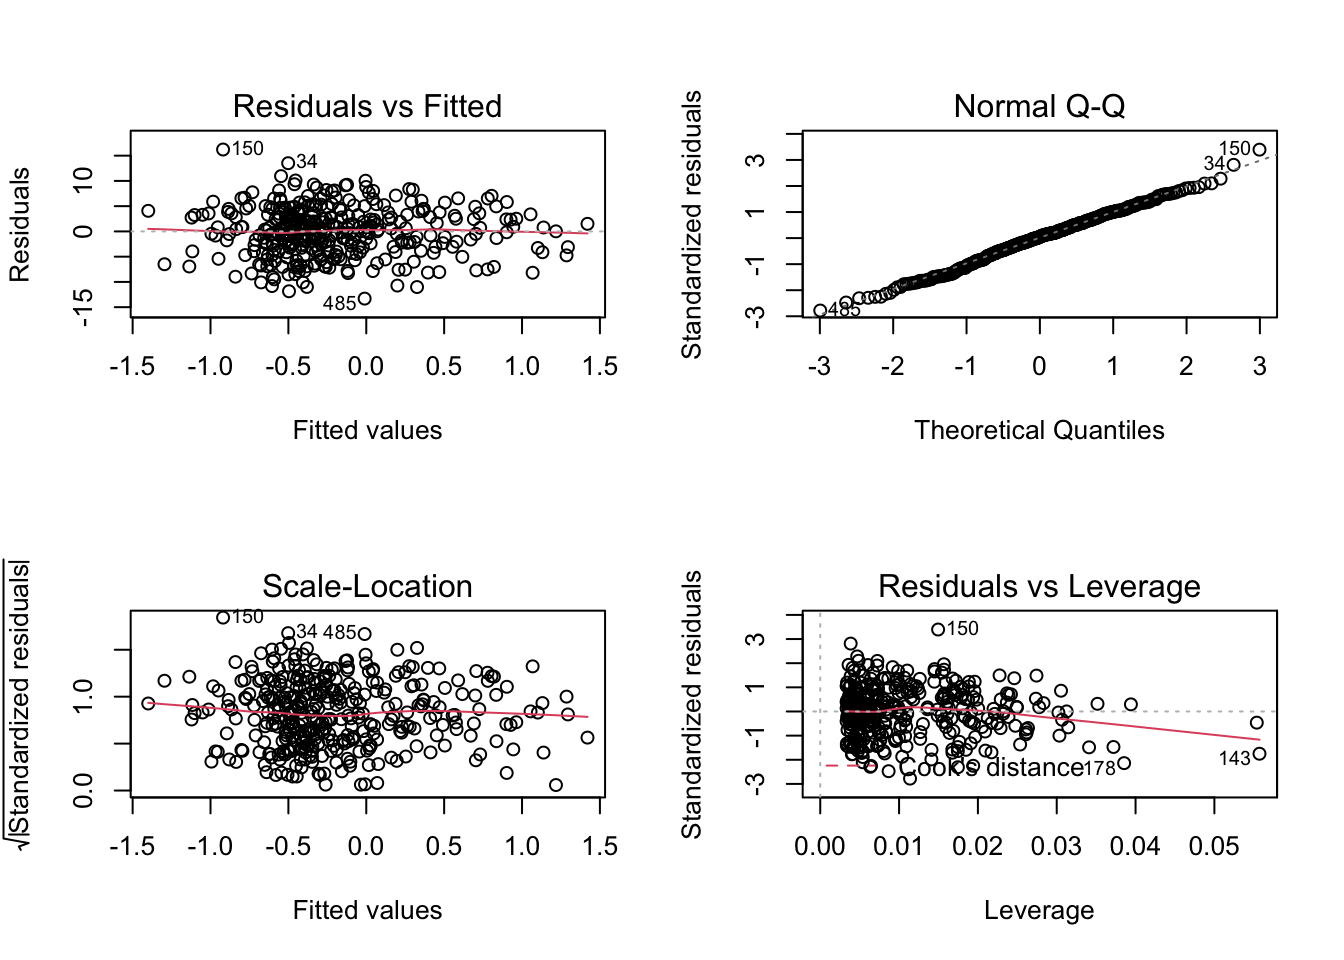 Residuals vs Fitted
Residuals
10
0
-15
150
34
485
-1.5 -1.0 -0.5 0.0 0.5 1.0 1.5
Fitted values
Normal Q-Q
Standardized residuals
3
1
-1
-3
150
34
485
-3 -2 -1 0 1 2 3
Theoretical Quantiles
Scale-Location
√|Standardized residuals|
1.0
0.0
150
34 485
-1.5 -1.0 -0.5 0.0 0.5 1.0 1.5
Fitted values
Residuals vs Leverage
Standardized residuals
3
1
-1
-3
150
143
Cook's distance
178
0.00 0.01 0.02 0.03 0.04 0.05
Leverage